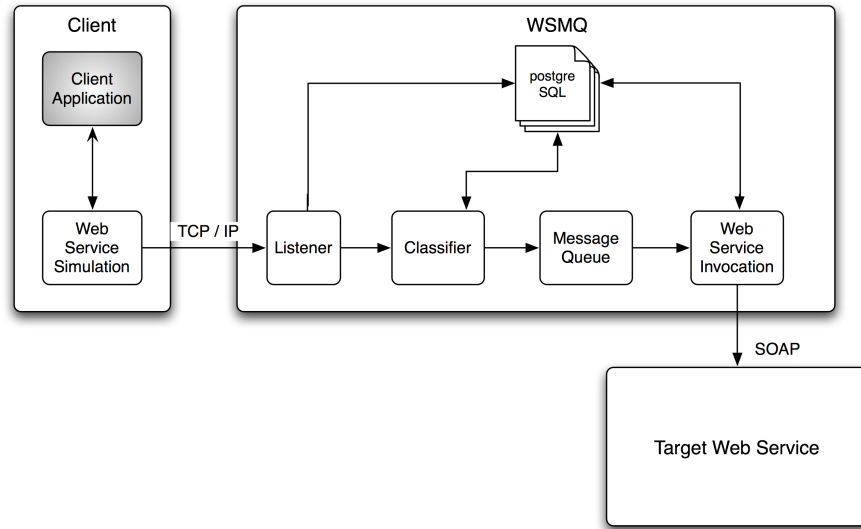 Client
WSMQ
Client
Application
postgre
SQL
Web
Service
Simulation
TCP / IP
Listener
Classifier
Message
Queue
Web
Service
Invocation
SOAP
Target Web Service